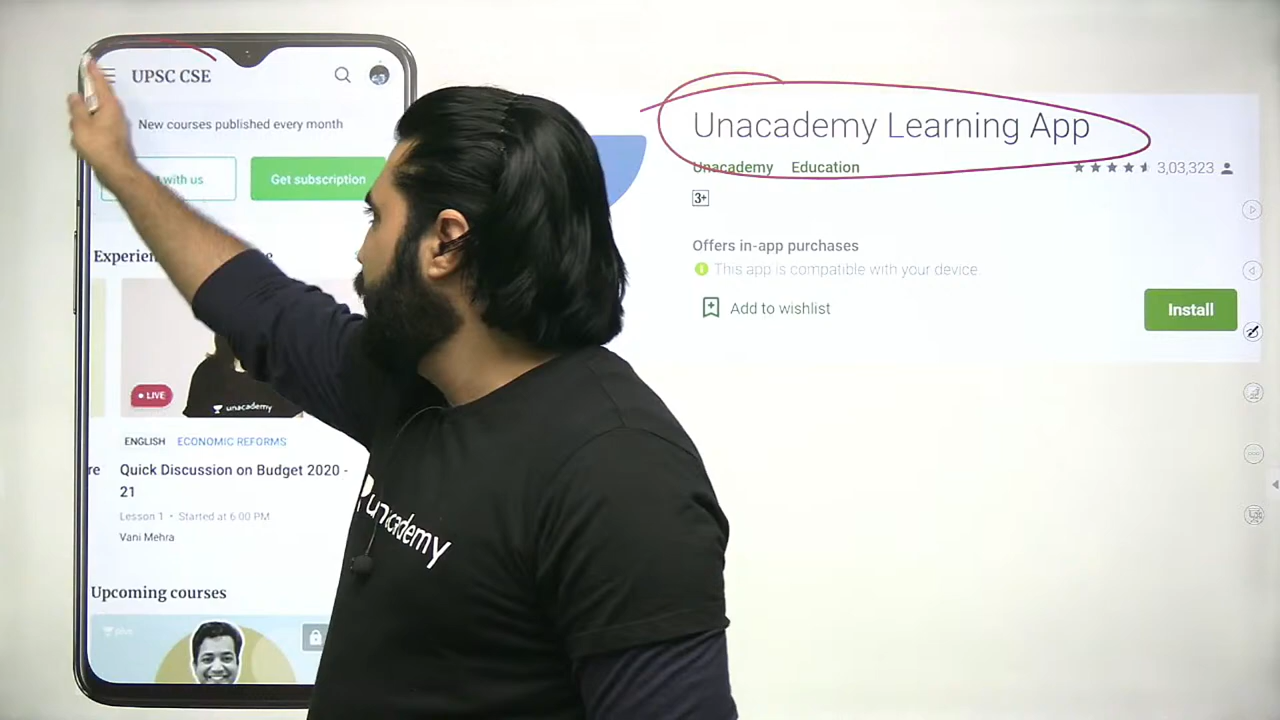 UPSC CSE
New courses published every month
with us
Get subscription
LIVE
unacademy
ENGLISH ECONOMIC REFORMS
re
Quick Discussion on Budget 2020 -
21
Lesson 1 • Started at 6:00 PM
Vani Mehra
Upcoming courses
plus
unacademy
Unacademy Learning App
Unacademy Education
3,03,323
3+
Offers in-app purchases
This app is compatible with your device
Add to wishlist
Install